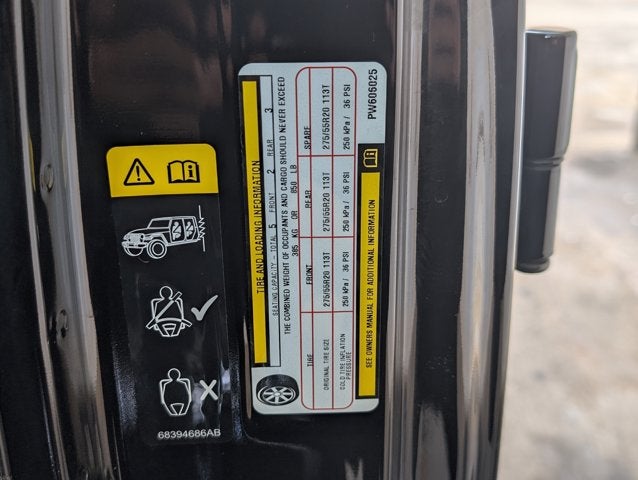 TIRE AND LOADING INFORMATION
SEATING CAPACITY - TOTAL 5 FRONT 2 REAR 3
THE COMBINED WEIGHT OF OCCUPANTS AND CARGO SHOULD NEVER EXCEED
385 KG OR 850 LB
TIRE FRONT REAR SPARE
ORIGINAL TIRE SIZE 275/55R20 113T 275/55R20 113T 275/55R20 113T
COLD TIRE INFLATION PRESSURE 250 kPa / 36 PSI 250 kPa / 36 PSI 250 kPa / 36 PSI
SEE OWNERS MANUAL FOR ADDITIONAL INFORMATION
PW606025
68394686AB